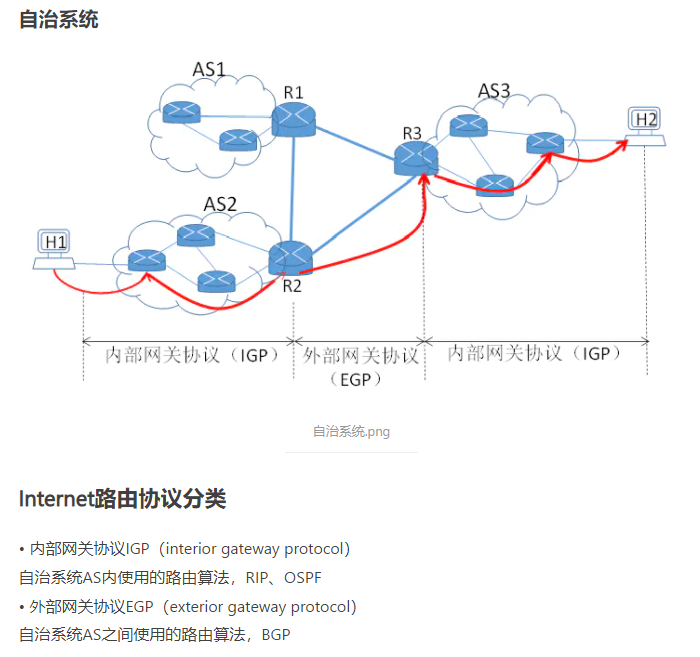 自治系统
AS1
R1
AS3
H2
R3
AS2
H1
R2
内部网关协议（IGP）
外部网关协议
（EGP）
内部网关协议（IGP）
自治系统.png
Internet路由协议分类
• 内部网关协议IGP（interior gateway protocol）
自治系统AS内使用的路由算法，RIP、OSPF
• 外部网关协议EGP（exterior gateway protocol）
自治系统AS之间使用的路由算法，BGP